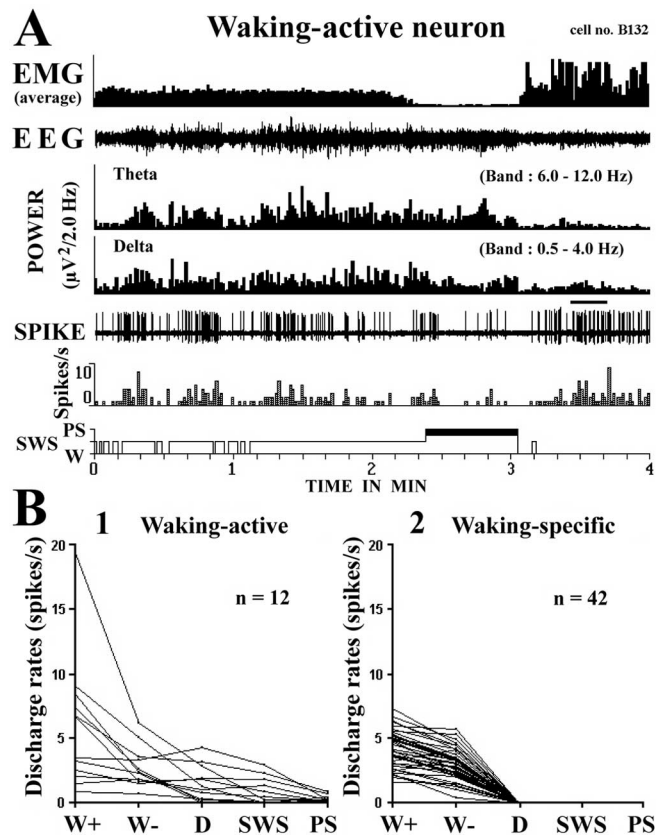 A
Waking-active neuron
cell no. B132
EMG
(average)
EEG
POWER
(µV²/2.0 Hz)
Theta
(Band : 6.0 - 12.0 Hz)
Delta
(Band : 0.5 - 4.0 Hz)
SPIKE
Spikes/s
10
0
PS
SWS
W
0 1 2 3 4
TIME IN MIN
B
1 Waking-active
2 Waking-specific
Discharge rates (spikes/s)
20
15
10
5
0
n = 12
W+ W- D SWS PS
Discharge rates (spikes/s)
20
15
10
5
0
n = 42
W+ W- D SWS PS